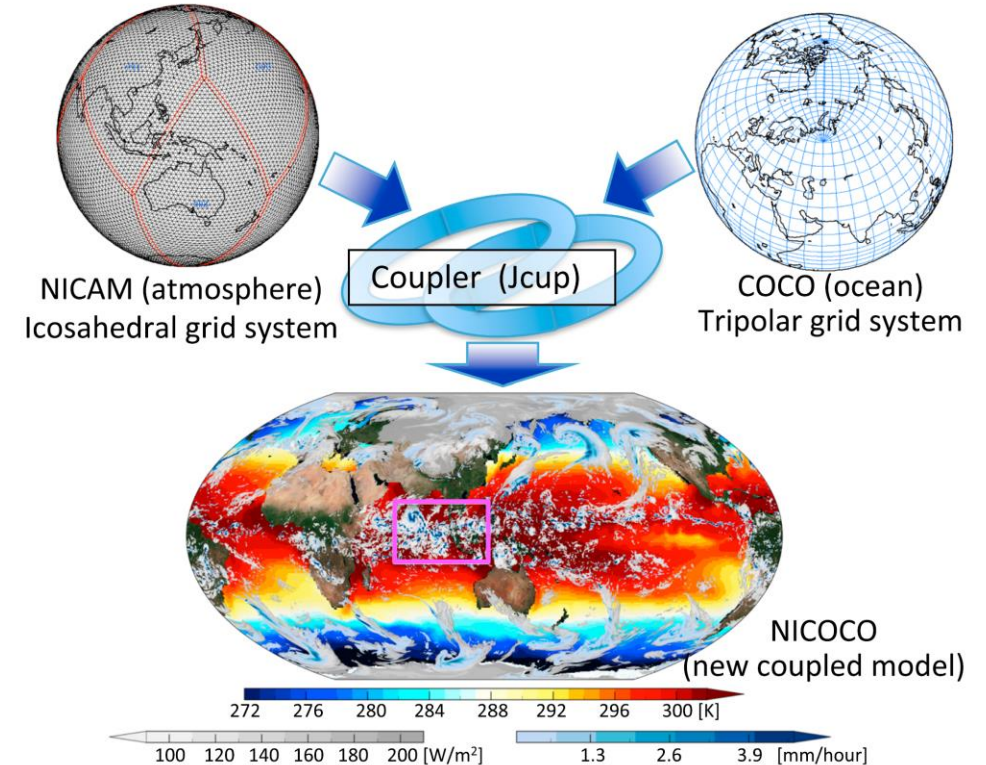 NICAM (atmosphere)
Icosahedral grid system
Coupler (Jcup)
COCO (ocean)
Tripolar grid system
NICOCO
(new coupled model)
272 276 280 284 288 292 296 300 [K]
100 120 140 160 180 200 [W/m²]
1.3 2.6 3.9 [mm/hour]